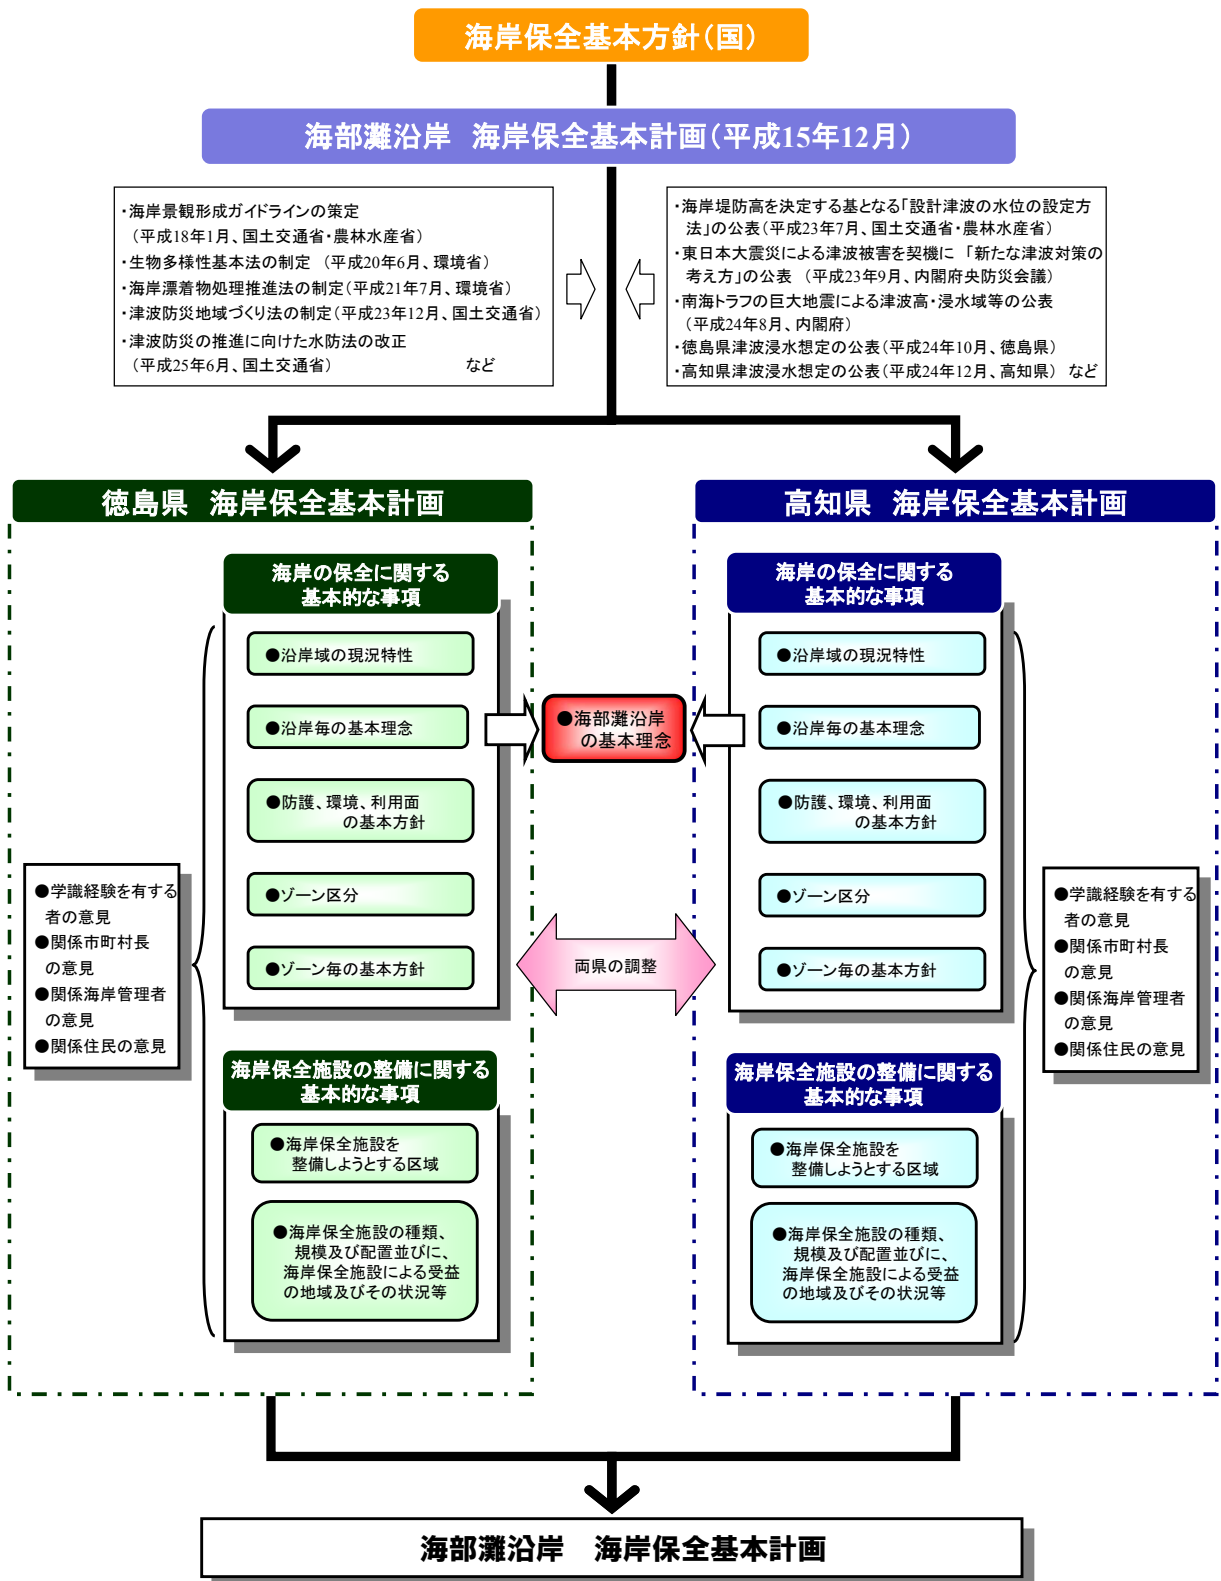 海岸保全基本方針（国）
海部灘沿岸　海岸保全基本計画（平成15年12月）
・海岸景観形成ガイドラインの策定
（平成18年1月、国土交通省・農林水産省）
・生物多様性基本法の制定　（平成20年6月、環境省）
・海岸漂着物処理推進法の制定（平成21年7月、環境省）
・津波防災地域づくり法の制定（平成23年12月、国土交通省）
・津波防災の推進に向けた水防法の改正
（平成25年6月、国土交通省）　　　　　　　　など
・海岸堤防高を決定する基となる「設計津波の水位の設定方
法」の公表（平成23年7月、国土交通省・農林水産省）
・東日本大震災による津波被害を契機に　「新たな津波対策の
考え方」の公表　（平成23年9月、内閣府央防災会議）
・南海トラフの巨大地震による津波高・浸水域等の公表
（平成24年8月、内閣府）
・徳島県津波浸水想定の公表（平成24年10月、徳島県）
・高知県津波浸水想定の公表（平成24年12月、高知県）　など
徳島県　海岸保全基本計画
海岸の保全に関する
基本的な事項
●沿岸域の現況特性
●沿岸毎の基本理念
●防護、環境、利用面
の基本方針
●ゾーン区分
●ゾーン毎の基本方針
●学識経験を有する
者の意見
●関係市町村長
の意見
●関係海岸管理者
の意見
●関係住民の意見
海岸保全施設の整備に関する
基本的な事項
●海岸保全施設を
整備しようとする区域
●海岸保全施設の種類、
規模及び配置並びに、
海岸保全施設による受益
の地域及びその状況等
●海部灘沿岸
の基本理念
両県の調整
高知県　海岸保全基本計画
海岸の保全に関する
基本的な事項
●沿岸域の現況特性
●沿岸毎の基本理念
●防護、環境、利用面
の基本方針
●ゾーン区分
●ゾーン毎の基本方針
●学識経験を有する
者の意見
●関係市町村長
の意見
●関係海岸管理者
の意見
●関係住民の意見
海岸保全施設の整備に関する
基本的な事項
●海岸保全施設を
整備しようとする区域
●海岸保全施設の種類、
規模及び配置並びに、
海岸保全施設による受益
の地域及びその状況等
海部灘沿岸　海岸保全基本計画